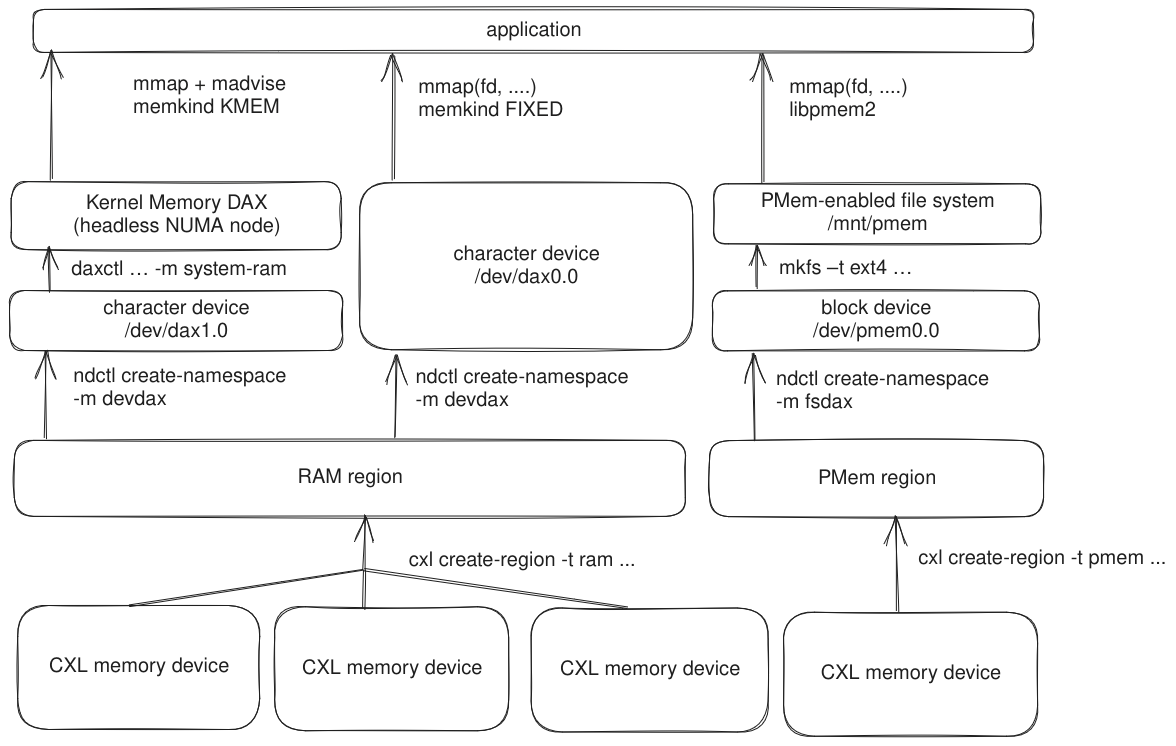 application
mmap + madvise
memkind KMEM
mmap(fd, ....)
memkind FIXED
mmap(fd, ....)
libpmem2
Kernel Memory DAX
(headless NUMA node)
character device
/dev/dax0.0
PMem-enabled file system
/mnt/pmem
daxctl … -m system-ram
mkfs –t ext4 …
character device
/dev/dax1.0
block device
/dev/pmem0.0
ndctl create-namespace
-m devdax
ndctl create-namespace
-m devdax
ndctl create-namespace
-m fsdax
RAM region
PMem region
cxl create-region -t ram ...
cxl create-region -t pmem ...
CXL memory device
CXL memory device
CXL memory device
CXL memory device